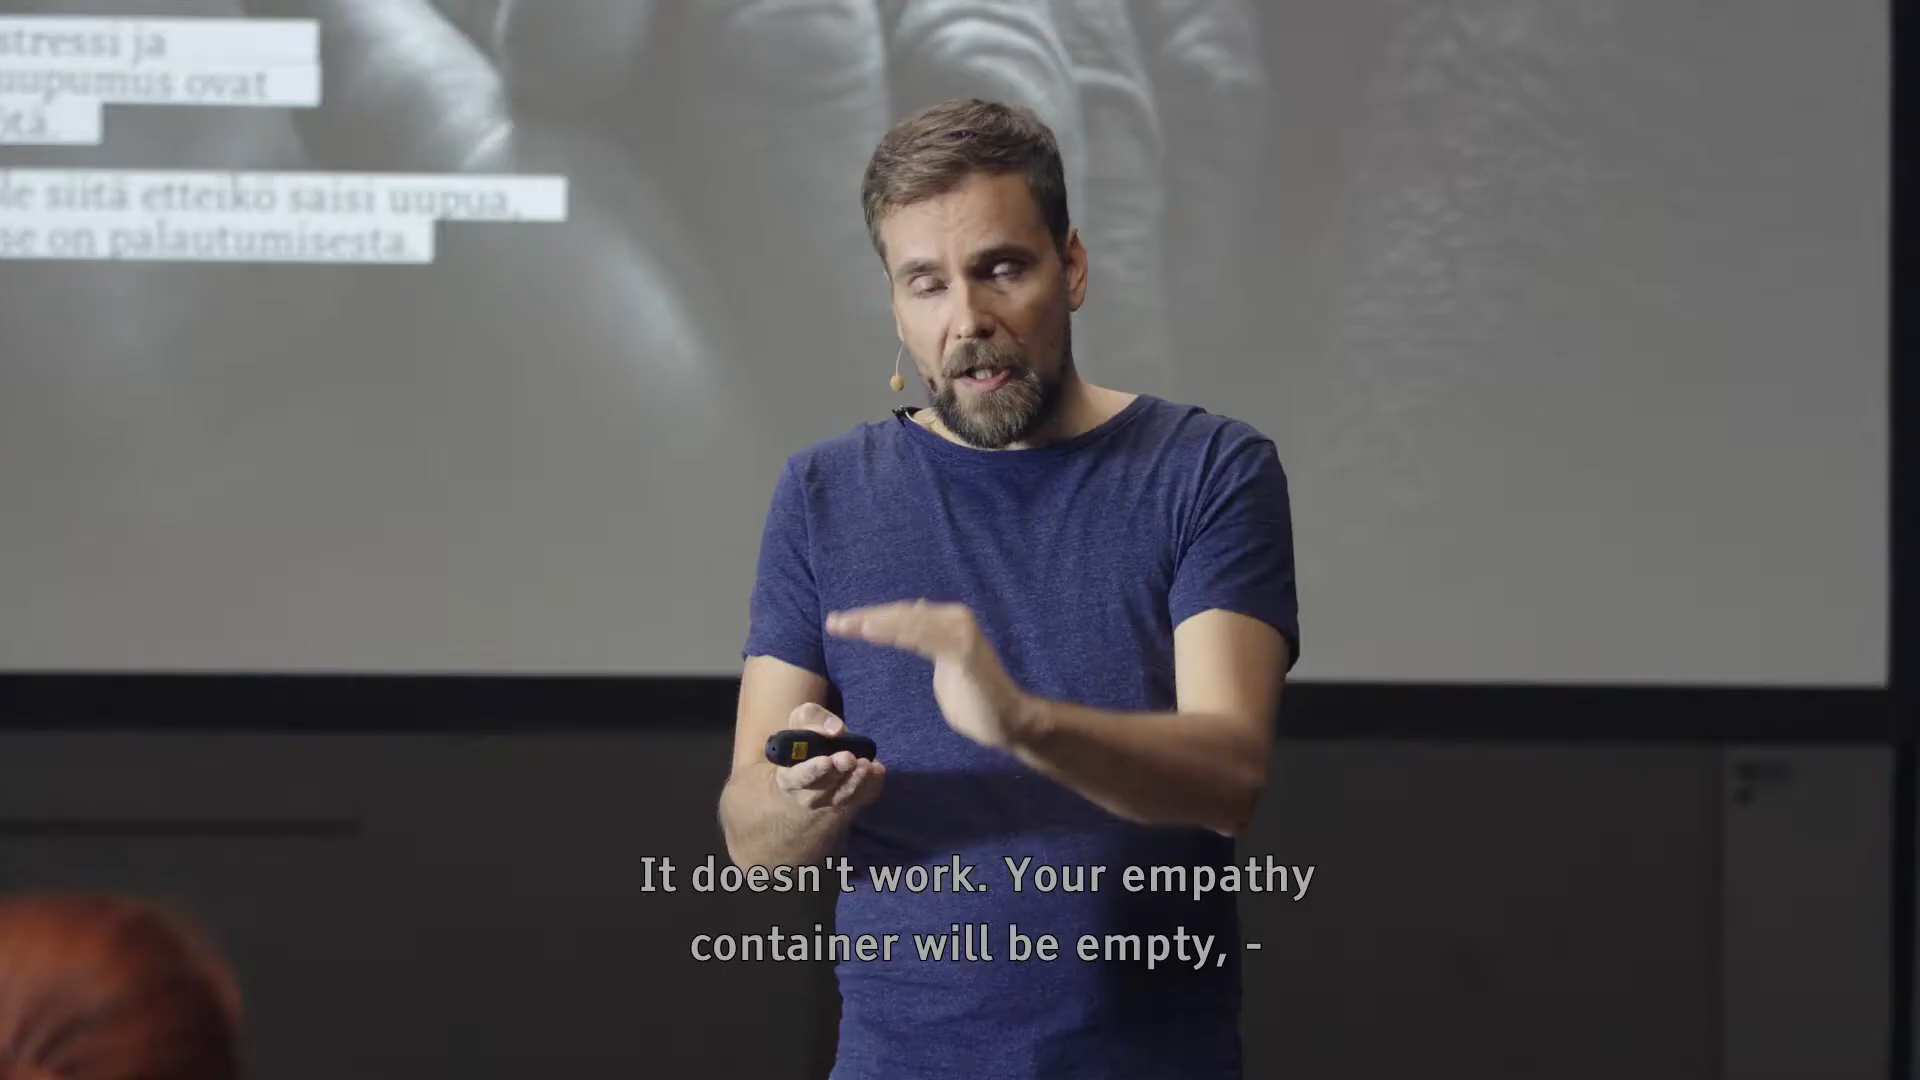 stressi ja
uupumus ovat
le siitä etteikö saisi uupua,
se on palautumisesta.
It doesn't work. Your empathy
container will be empty, -